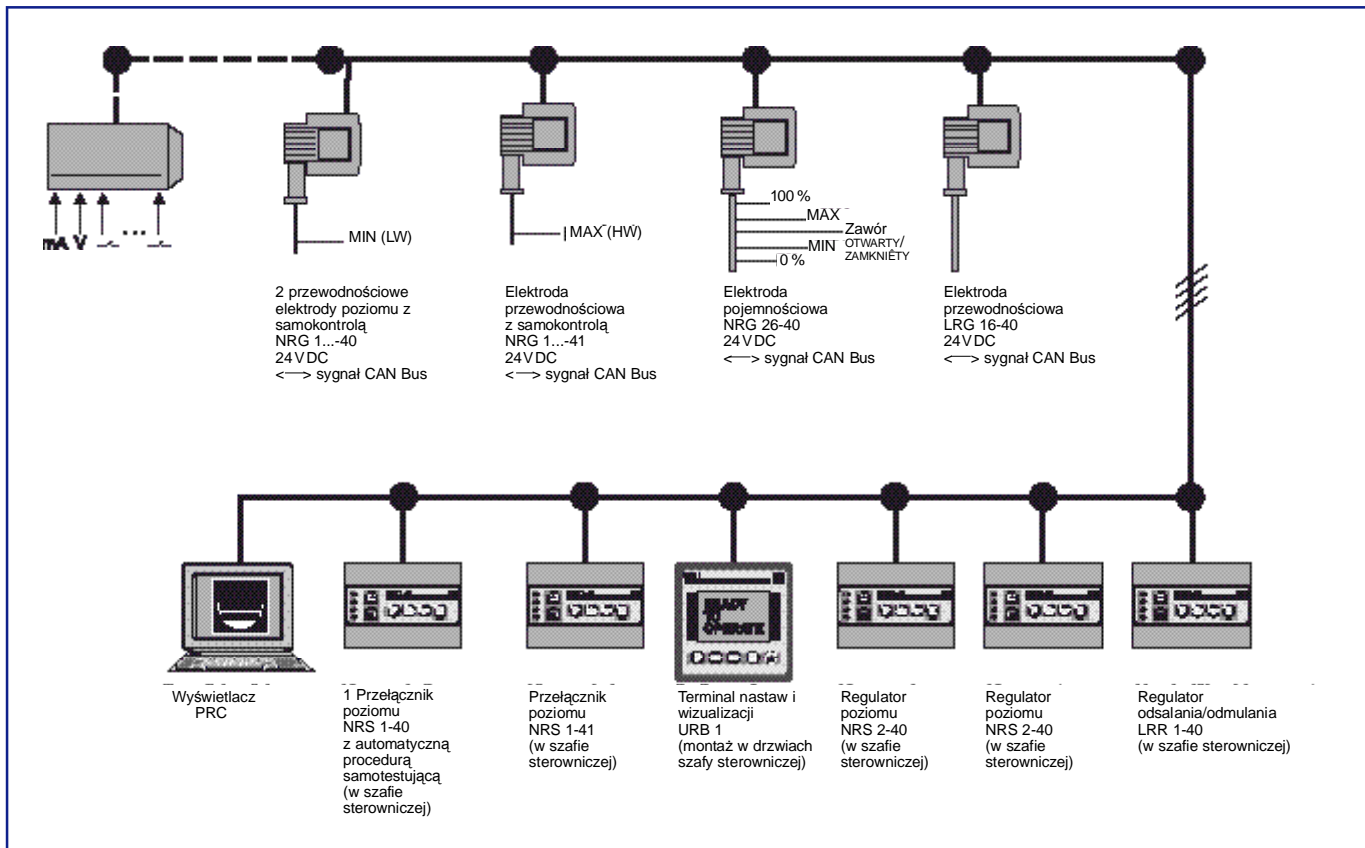 mA V
MIN (LW)
MAX (HW)
100 %
MAX
Zawór
OTWARTY/
ZAMKNIÊTY
MIN
0 %
2 przewodnościowe
elektrody poziomu z
samokontrolą
NRG 1...-40
24 V DC
<—> sygnał CAN Bus
Elektroda
przewodnościowa
z samokontrolą
NRG 1...-41
24 V DC
<—> sygnał CAN Bus
Elektroda
pojemnościowa
NRG 26-40
24 V DC
<—> sygnał CAN Bus
Elektroda
przewodnościowa
LRG 16-40
24 V DC
<—> sygnał CAN Bus
READY
TO
OPERATE
Wyświetlacz
PRC
1 Przełącznik
poziomu
NRS 1-40
z automatyczną
procedurą
samotestującą
(w szafie
sterowniczej)
Przełącznik
poziomu
NRS 1-41
(w szafie
sterowniczej)
Terminal nastaw i
wizualizacji
URB 1
(montaż w drzwiach
szafy sterowniczej)
Regulator
poziomu
NRS 2-40
(w szafie
sterowniczej)
Regulator
poziomu
NRS 2-40
(w szafie
sterowniczej)
Regulator
odsalania/odmulania
LRR 1-40
(w szafie sterowniczej)